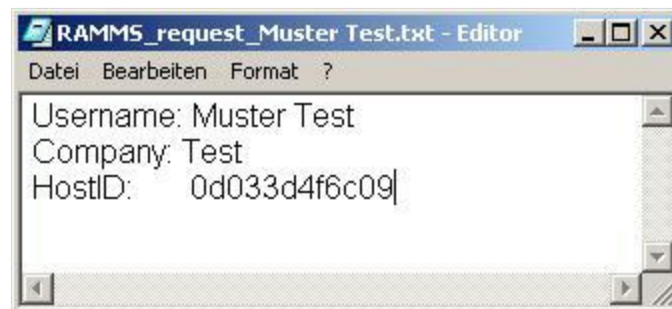 RAMMS_request_Muster Test.txt - Editor
Datei Bearbeiten Format ?
Username: Muster Test
Company: Test
HostID: 0d033d4f6c09